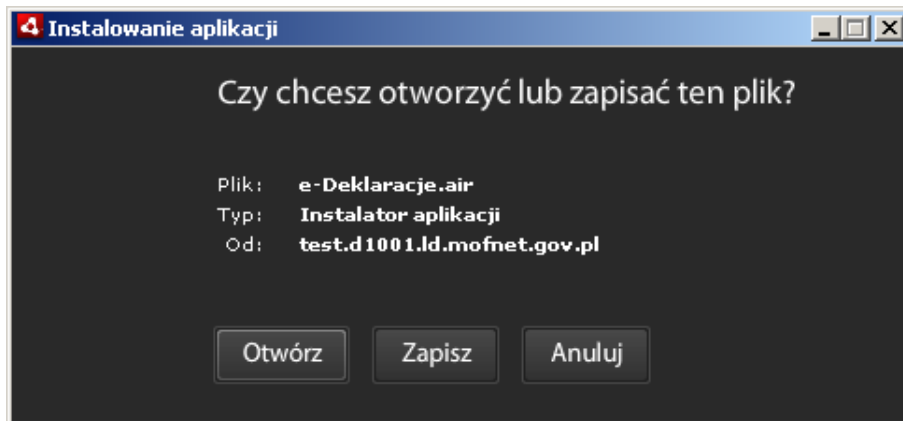 Instalowanie aplikacji
Czy chcesz otworzyć lub zapisać ten plik?
Plik: e-Deklaracje.air
Typ: Instalator aplikacji
Od: test.d1001.ld.mofnet.gov.pl
Otwórz Zapisz Anuluj